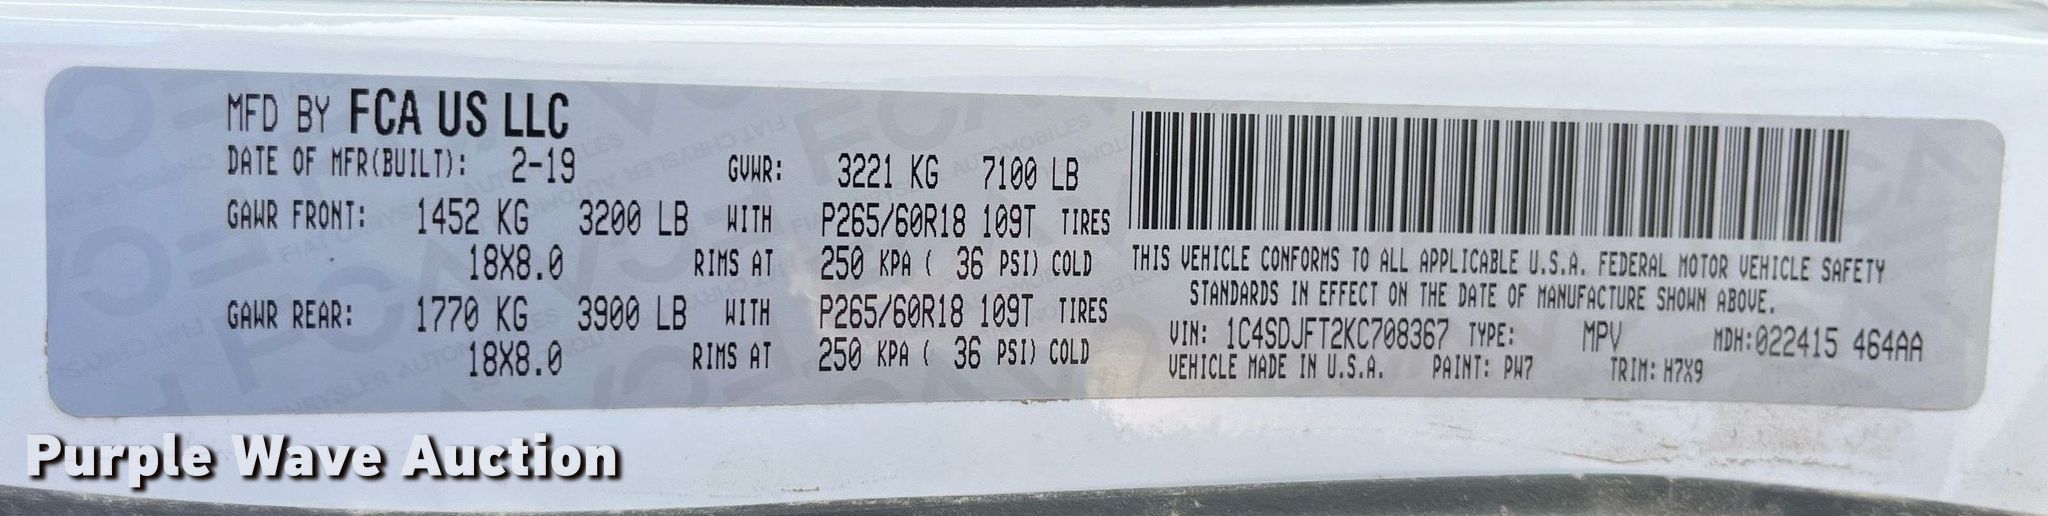 MFD BY FCA US LLC
DATE OF MFR(BUILT): 2-19 GVWR: 3221 KG 7100 LB
GAWR FRONT: 1452 KG 3200 LB WITH P265/60R18 109T TIRES
18X8.0 RIMS AT 250 KPA ( 36 PSI) COLD
GAWR REAR: 1770 KG 3900 LB WITH P265/60R18 109T TIRES
18X8.0 RIMS AT 250 KPA ( 36 PSI) COLD
THIS VEHICLE CONFORMS TO ALL APPLICABLE U.S.A. FEDERAL MOTOR VEHICLE SAFETY
STANDARDS IN EFFECT ON THE DATE OF MANUFACTURE SHOWN ABOVE.
VIN: 1C4SDJFT2KC708367 TYPE: MPV MDH:022415 464AA
VEHICLE MADE IN U.S.A. PAINT: PW7 TRIM: H7X9
Purple Wave Auction